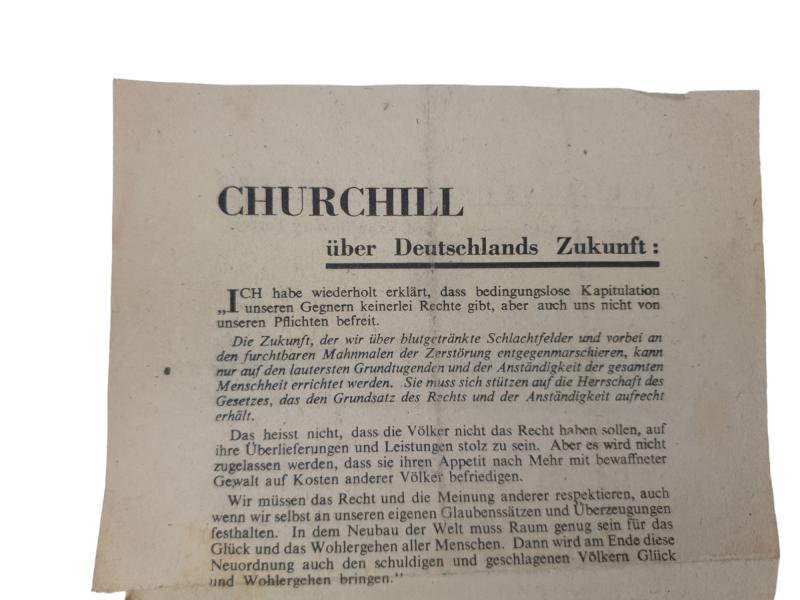 CHURCHILL
über Deutschlands Zukunft:
„ICH habe wiederholt erklärt, dass bedingungslose Kapitulation
unseren Gegnern keinerlei Rechte gibt, aber auch uns nicht von
unseren Pflichten befreit.
Die Zukunft, der wir über blutgetränkte Schlachtfelder und vorbei an
den furchtbaren Mahnmalen der Zerstörung entgegenmarschieren, kann
nur auf den lautersten Grundtugenden und der Anständigkeit der gesamten
Menschheit errichtet werden. Sie muss sich stützen auf die Herrschaft des
Gesetzes, das den Grundsatz des Rechts und der Anständigkeit aufrecht
erhält.
Das heisst nicht, dass die Völker nicht das Recht haben sollen, auf
ihre Überlieferungen und Leistungen stolz zu sein. Aber es wird nicht
zugelassen werden, dass sie ihren Appetit nach Mehr mit bewaffneter
Gewalt auf Kosten anderer Völker befriedigen.
Wir müssen das Recht und die Meinung anderer respektieren, auch
wenn wir selbst an unseren eigenen Glaubenssätzen und Überzeugungen
festhalten. In dem Neubau der Welt muss Raum genug sein für das
Glück und das Wohlergehen aller Menschen. Dann wird am Ende diese
Neuordnung auch den schuldigen und geschlagenen Völkern Glück
und Wohlergehen bringen."